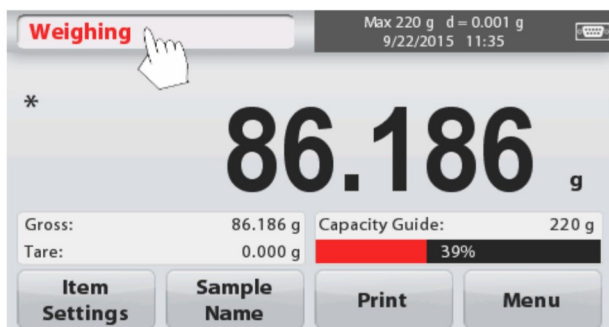 Weighing
Max 220 g d = 0.001 g
9/22/2015 11:35
*
86.186 g
Gross: 86.186 g
Tare: 0.000 g
Capacity Guide: 220 g
39%
Item Settings
Sample Name
Print
Menu